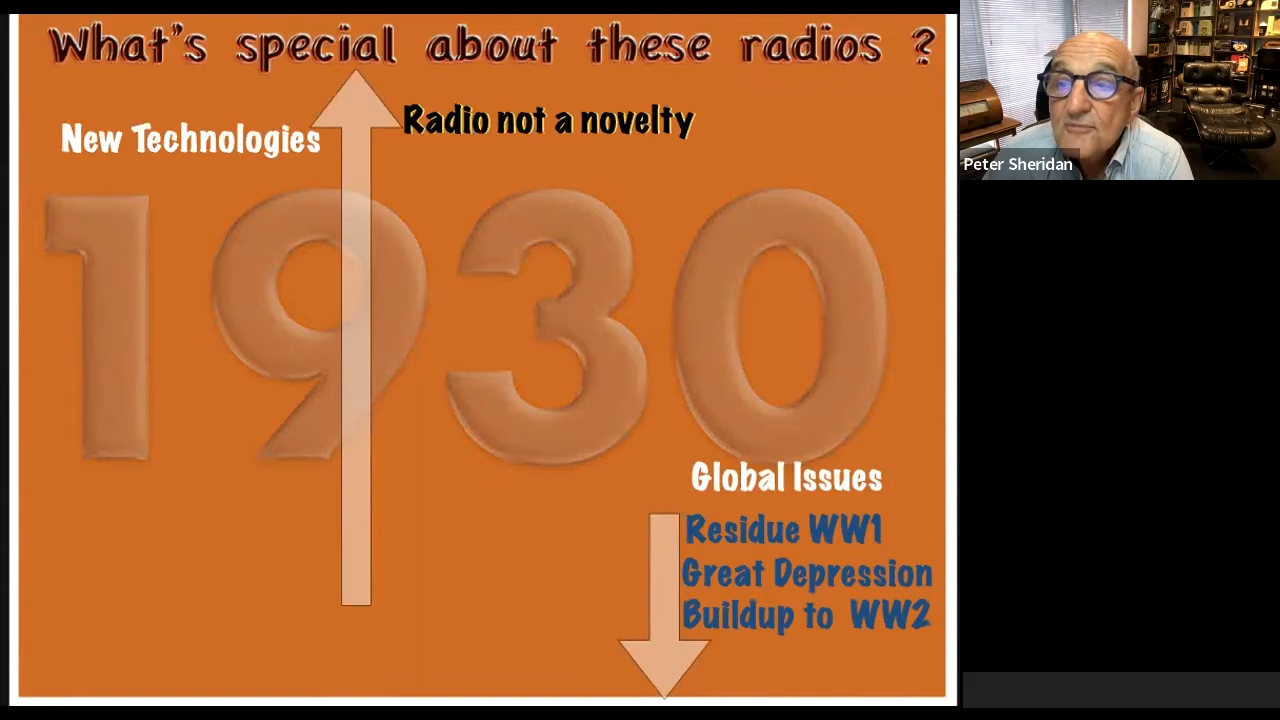 What"s special about these radios ?
Radio not a novelty
New Technologies
1930
Global Issues
Residue WW1
Great Depression
Buildup to WW2
Peter Sheridan